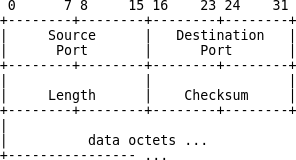 0 7 8 15 16 23 24 31
Source Destination
Port Port
Length Checksum
data octets ...
...